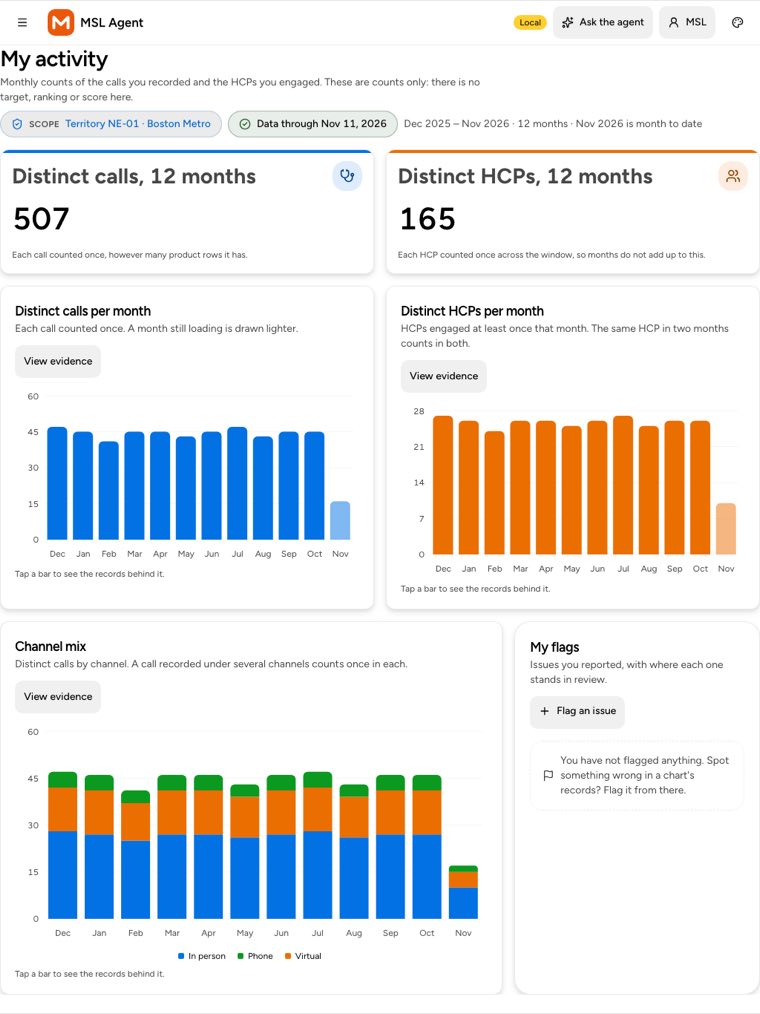 MSL Agent
Local
Ask the agent
MSL
My activity
Monthly counts of the calls you recorded and the HCPs you engaged. These are counts only: there is no
target, ranking or score here.
SCOPE Territory NE-01 · Boston Metro
Data through Nov 11, 2026
Dec 2025 – Nov 2026 · 12 months · Nov 2026 is month to date
Distinct calls, 12 months
507
Each call counted once, however many product rows it has.
Distinct HCPs, 12 months
165
Each HCP counted once across the window, so months do not add up to this.
Distinct calls per month
Each call counted once. A month still loading is drawn lighter.
View evidence
60
45
30
15
0
Dec Jan Feb Mar Apr May Jun Jul Aug Sep Oct Nov
Tap a bar to see the records behind it.
Distinct HCPs per month
HCPs engaged at least once that month. The same HCP in two months
counts in both.
View evidence
28
21
14
7
0
Dec Jan Feb Mar Apr May Jun Jul Aug Sep Oct Nov
Tap a bar to see the records behind it.
Channel mix
Distinct calls by channel. A call recorded under several channels counts once in each.
View evidence
60
45
30
15
0
Dec Jan Feb Mar Apr May Jun Jul Aug Sep Oct Nov
In person Phone Virtual
Tap a bar to see the records behind it.
My flags
Issues you reported, with where each one
stands in review.
Flag an issue
You have not flagged anything. Spot
something wrong in a chart's
records? Flag it from there.